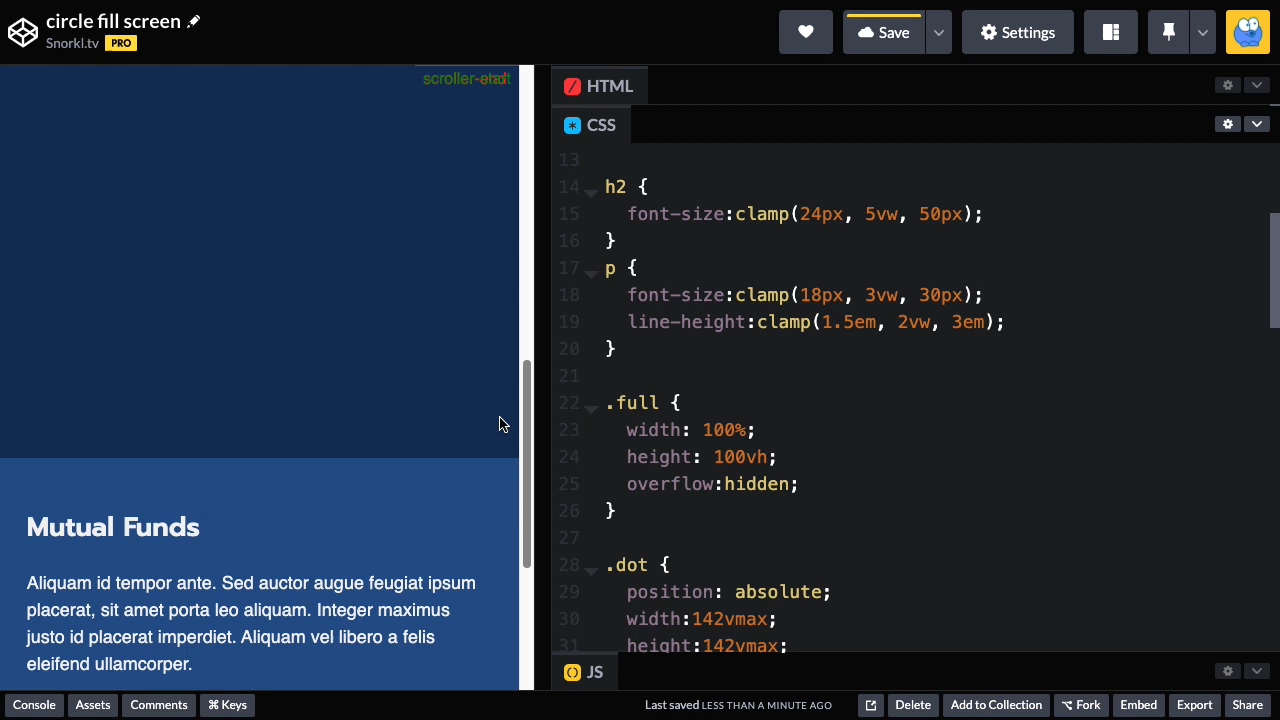 circle fill screen
Snorkl.tv PRO
Save
Settings
scroller-end
HTML
CSS
13
14 h2 {
15 font-size:clamp(24px, 5vw, 50px);
16 }
17 p {
18 font-size:clamp(18px, 3vw, 30px);
19 line-height:clamp(1.5em, 2vw, 3em);
20 }
21
22 .full {
23 width: 100%;
24 height: 100vh;
25 overflow:hidden;
26 }
27
28 .dot {
29 position: absolute;
30 width:142vmax;
31 height:142vmax;
Mutual Funds
Aliquam id tempor ante. Sed auctor augue feugiat ipsum
placerat, sit amet porta leo aliquam. Integer maximus
justo id placerat imperdiet. Aliquam vel libero a felis
eleifend ullamcorper.
JS
Console Assets Comments ⌘ Keys Last saved LESS THAN A MINUTE AGO Delete Add to Collection ⌥ Fork Embed Export Share